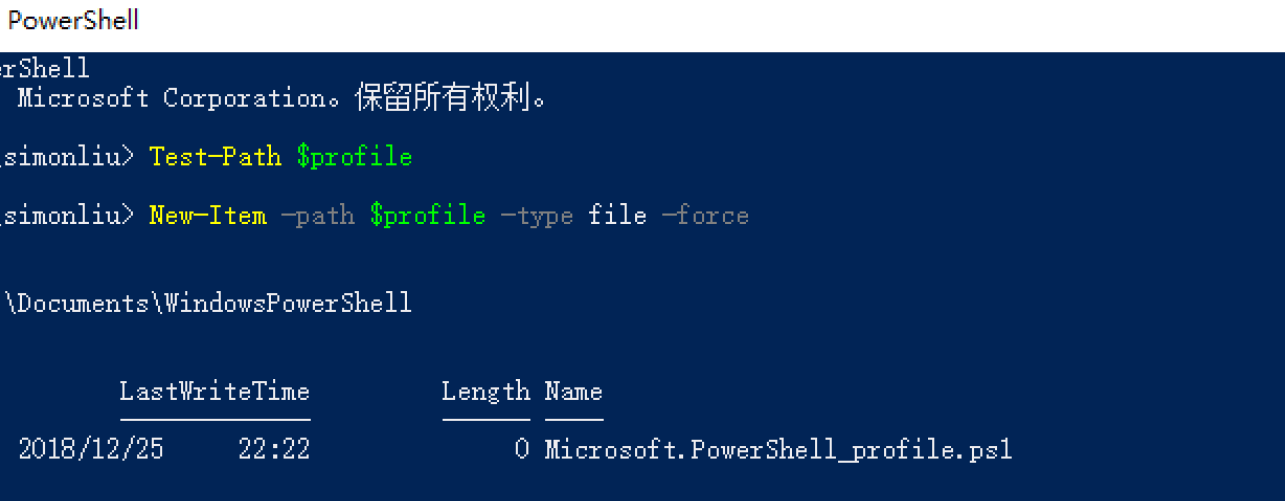 PowerShell
erShell
Microsoft Corporation。保留所有权利。
simonliu> Test-Path $profile
simonliu> New-Item -path $profile -type file -force
\Documents\WindowsPowerShell
LastWriteTime Length Name
2018/12/25 22:22 0 Microsoft.PowerShell_profile.ps1